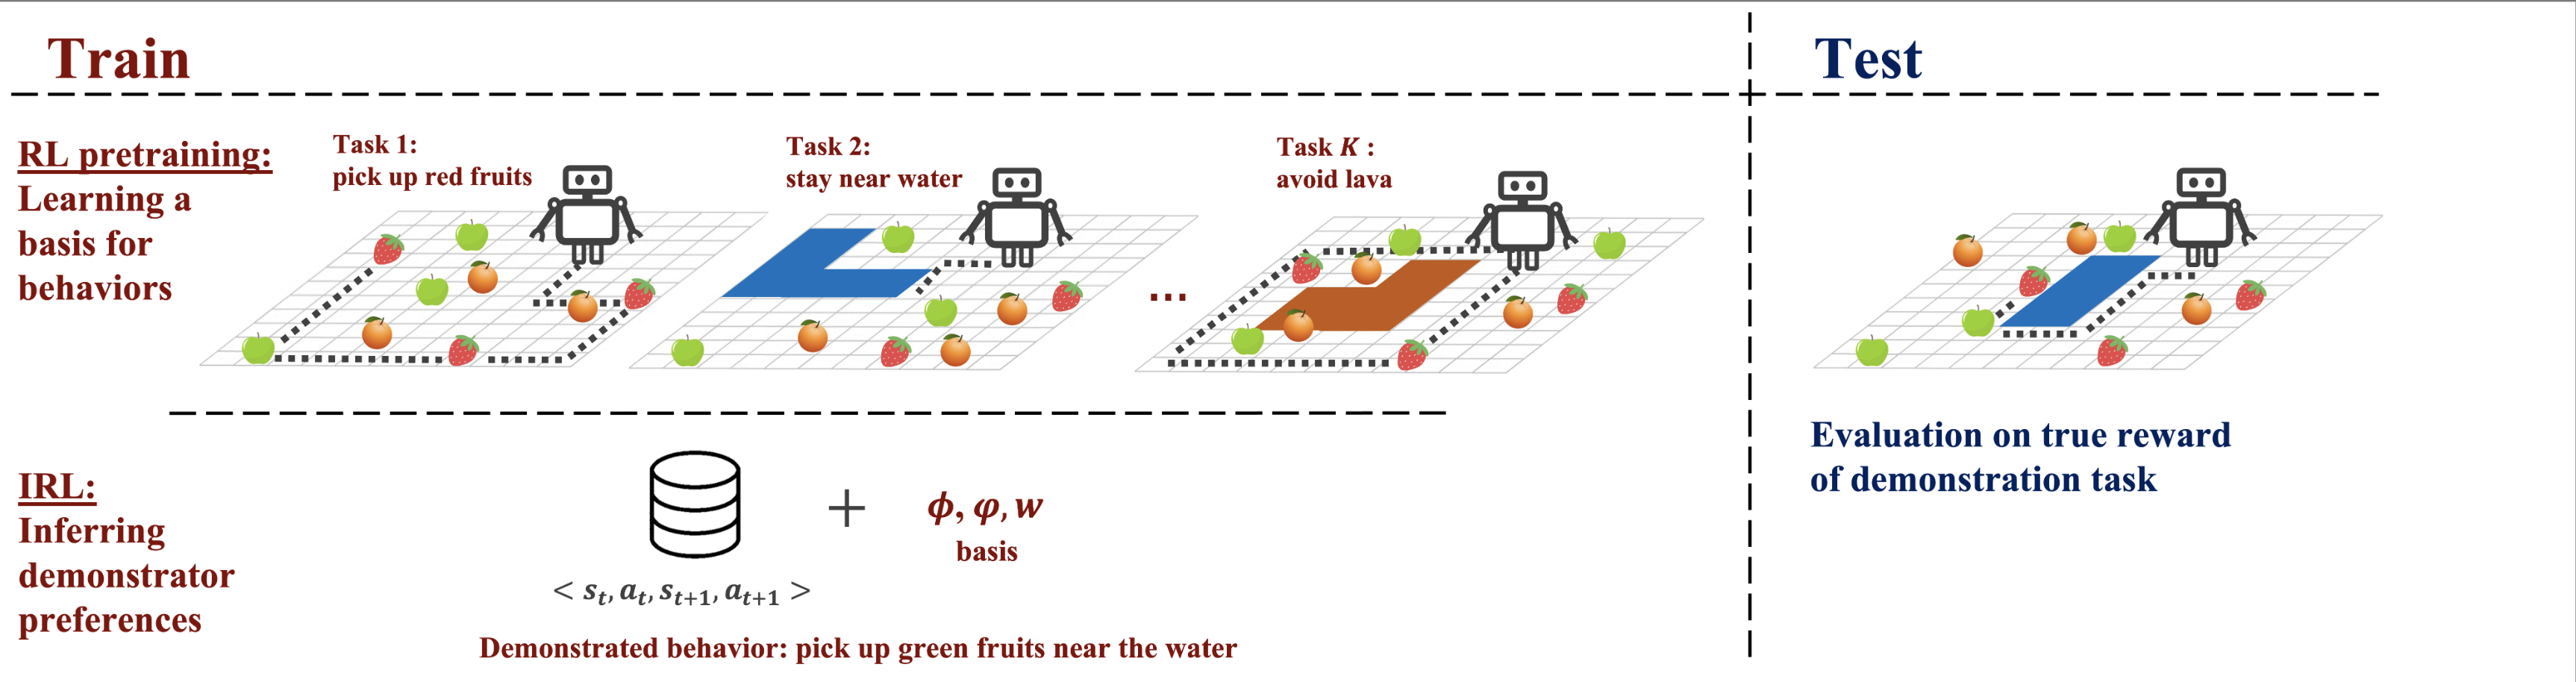 Train
Test
RL pretraining:
Learning a
basis for
behaviors
Task 1:
pick up red fruits
Task 2:
stay near water
...
Task K :
avoid lava
IRL:
Inferring
demonstrator
preferences
+
ϕ, φ, w
basis
< s_t, a_t, s_{t+1}, a_{t+1} >
Demonstrated behavior: pick up green fruits near the water
Evaluation on true reward
of demonstration task